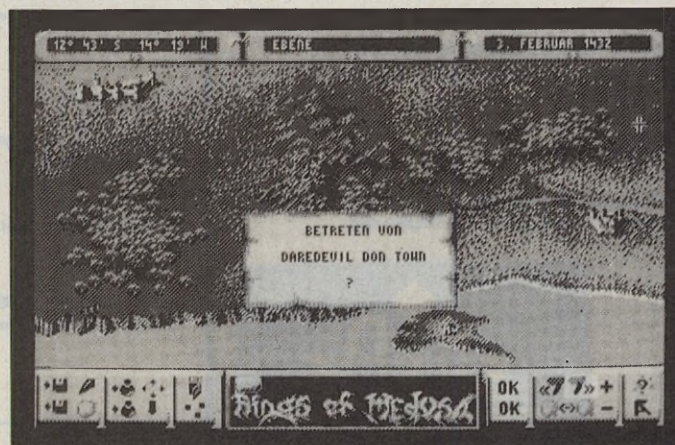 12° 43' S 14° 19' W
EBENE
3. FEBRUAR 1432
BETRETEN VON
DAREDEVIL DON TOWN
?
OK
+
?
Rings of Medusa
OK
-